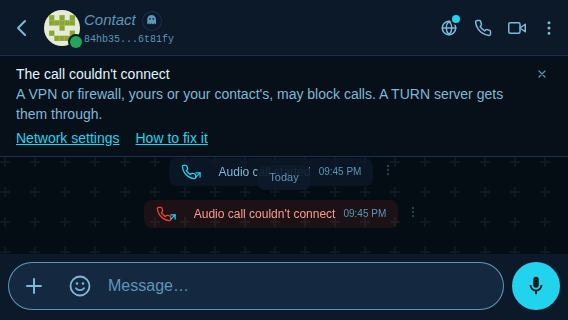 Contact
84hb35...6t81fy
The call couldn't connect
A VPN or firewall, yours or your contact's, may block calls. A TURN server gets
them through.
Network settings How to fix it
Audio 09:45 PM
Today
Audio call couldn't connect 09:45 PM
Message…